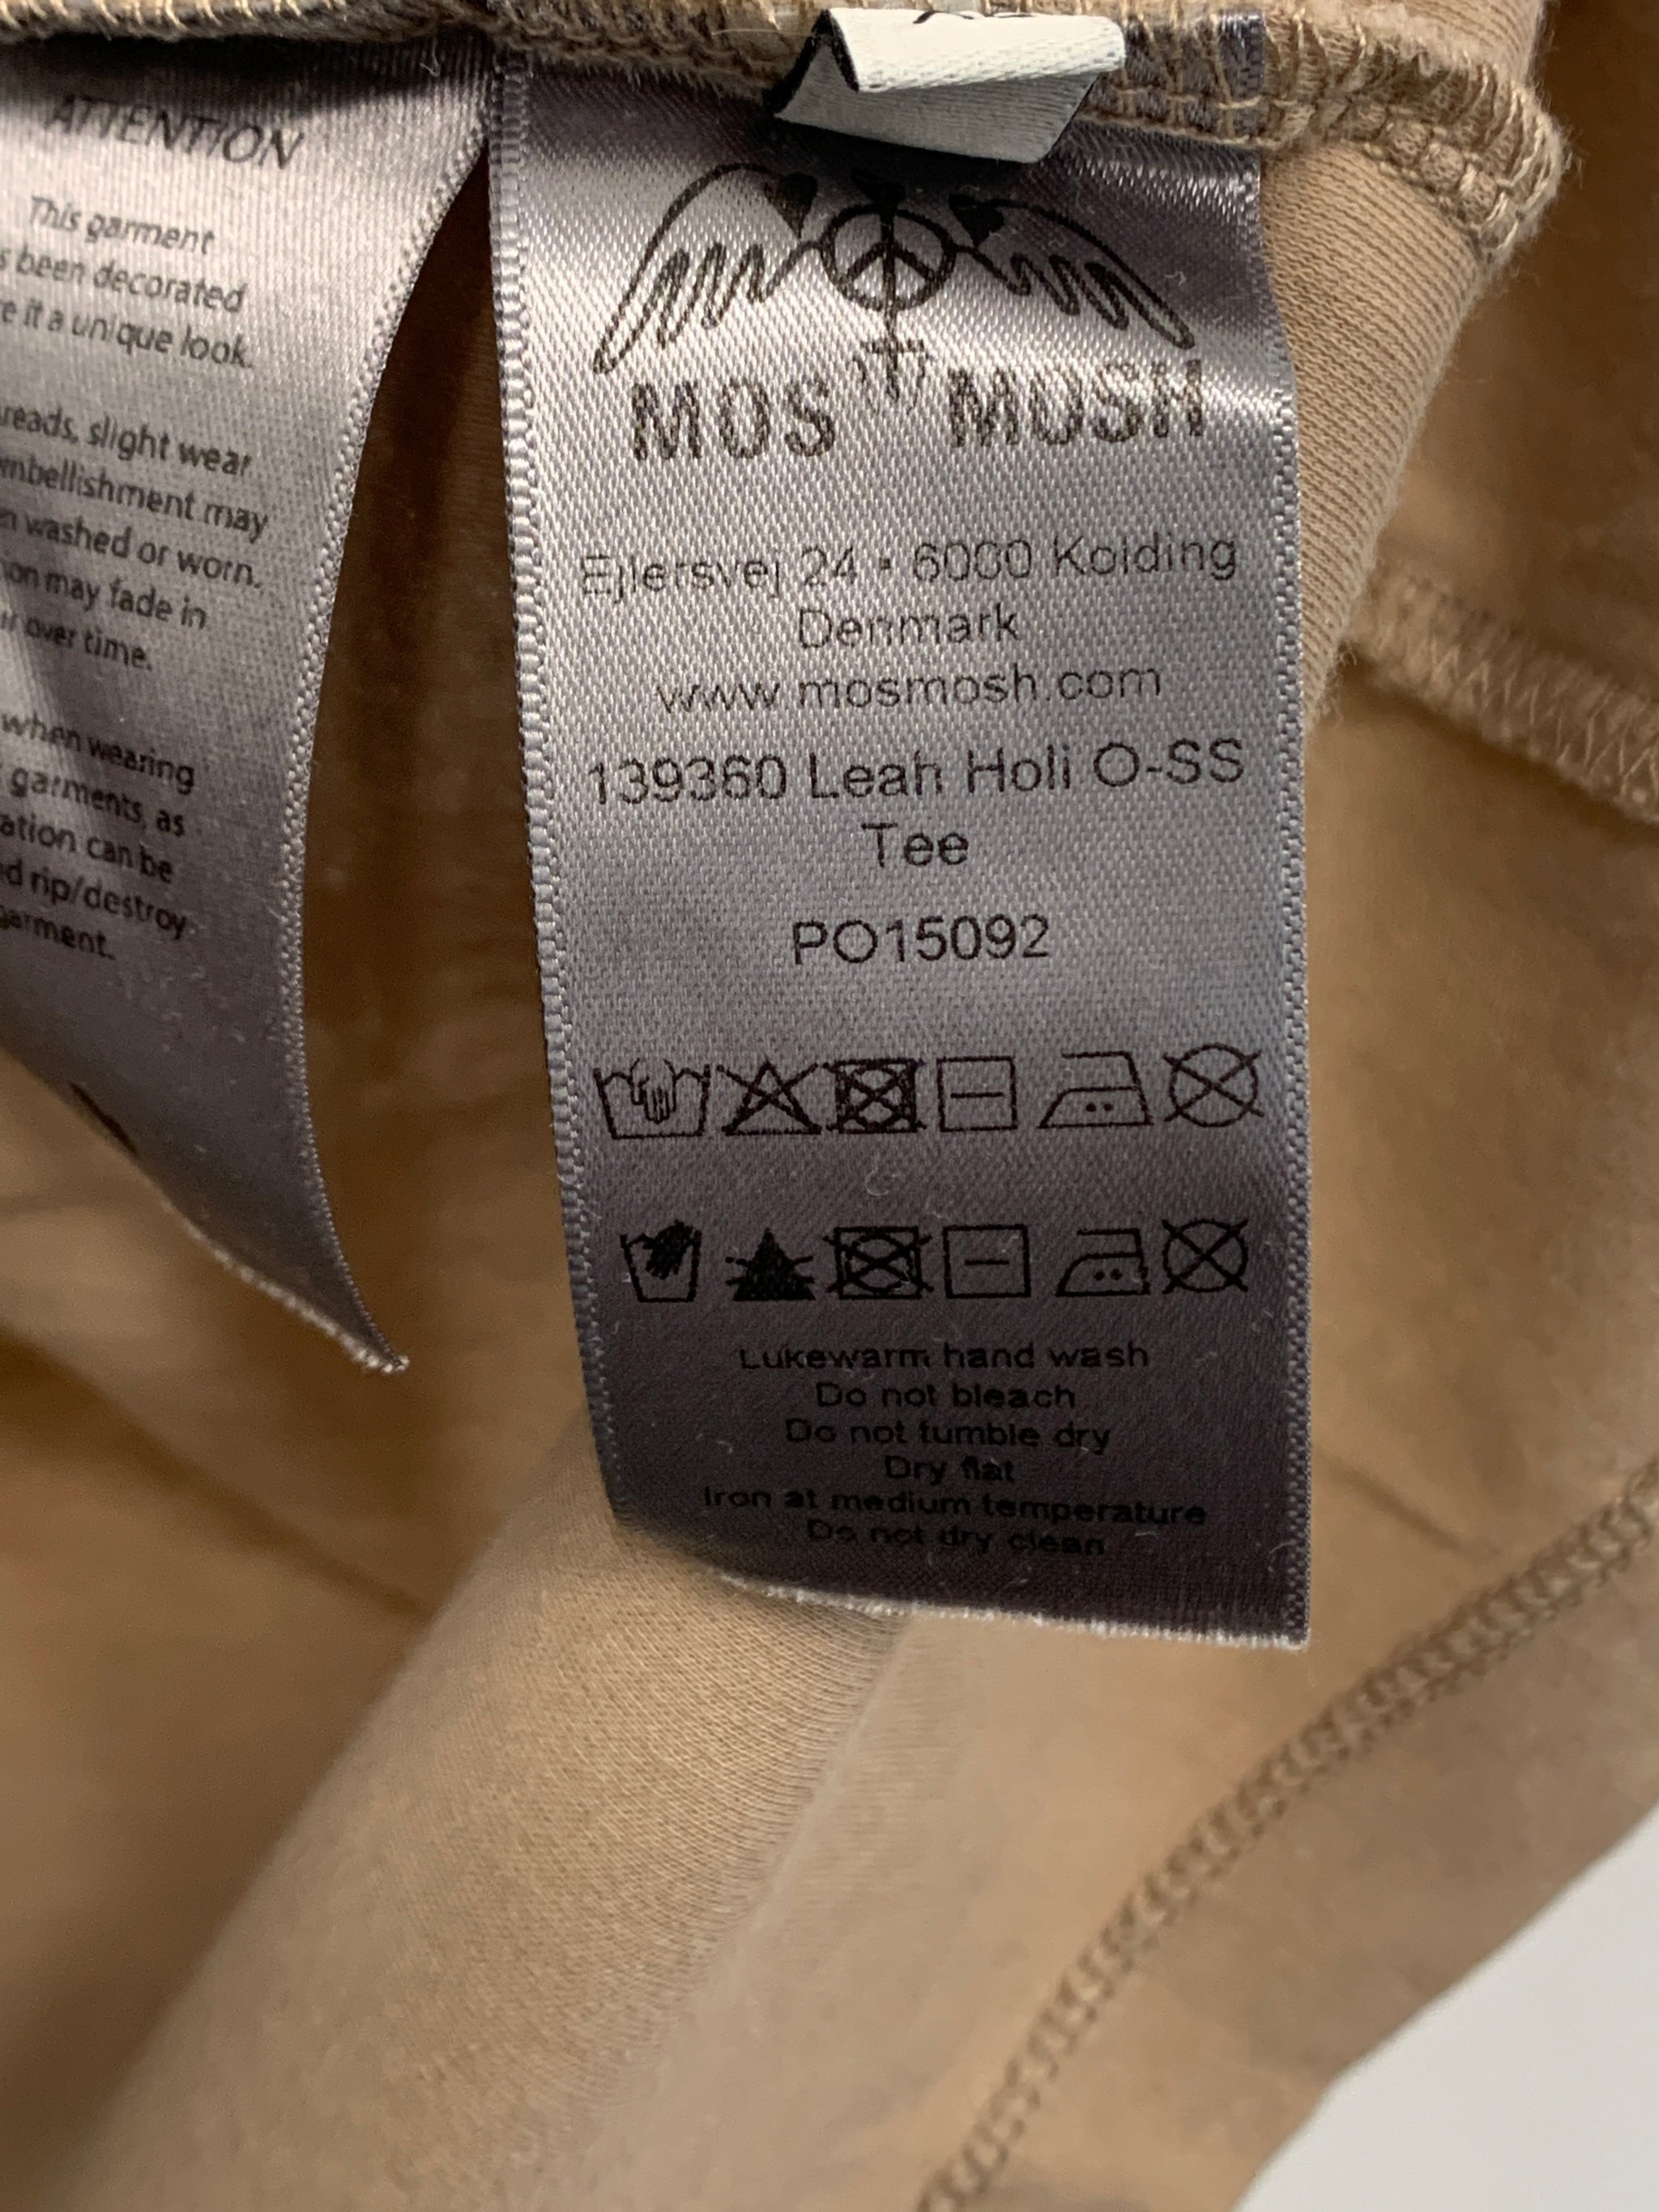 ATTENTION
This garment
s been decorated
e it a unique look.
reads, slight wear
mbellishment may
n washed or worn.
ion may fade in
over time.
when wearing
garments, as
ation can be
d rip/destroy
garment.
MOS MOSH
Ejlersvej 24 • 6000 Kolding
Denmark
www.mosmosh.com
139360 Leah Holi O-SS
Tee
PO15092
Lukewarm hand wash
Do not bleach
Do not tumble dry
Dry flat
Iron at medium temperature
Do not dry clean